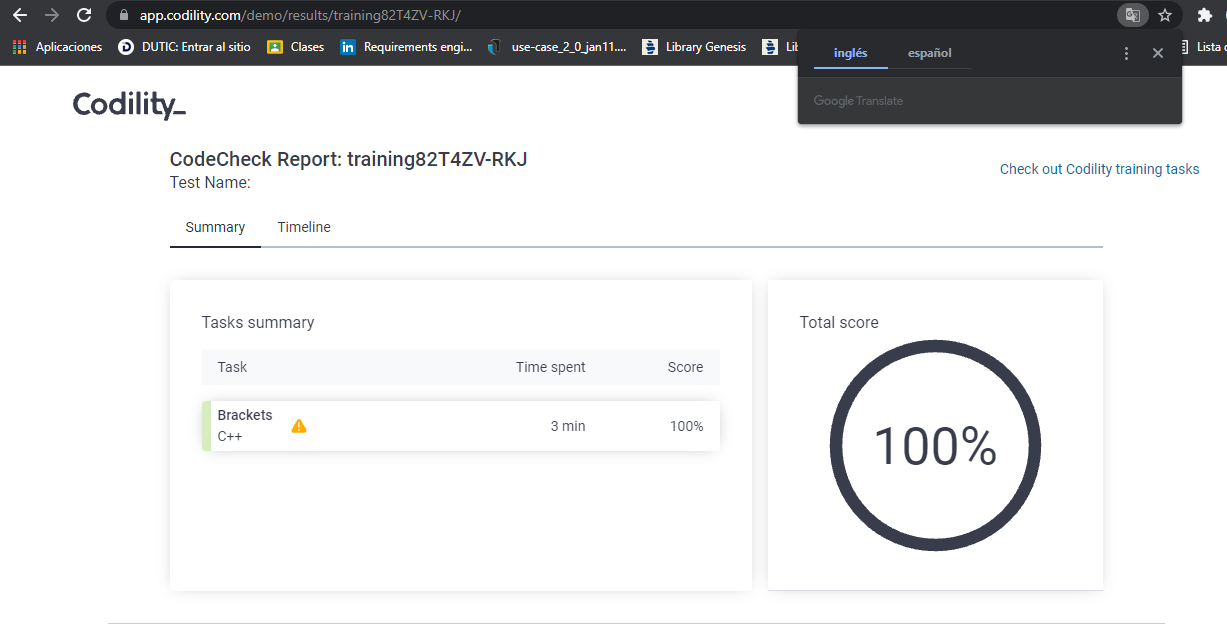 app.codility.com/demo/results/training82T4ZV-RKJ/
Aplicaciones DUTIC: Entrar al sitio Clases Requirements engi... use-case_2_0_jan11.... Library Genesis Lista
inglés español
Google Translate
Codility_
CodeCheck Report: training82T4ZV-RKJ
Test Name:
Check out Codility training tasks
Summary Timeline
Tasks summary
Task Time spent Score
Brackets
C++
3 min 100%
Total score
100%